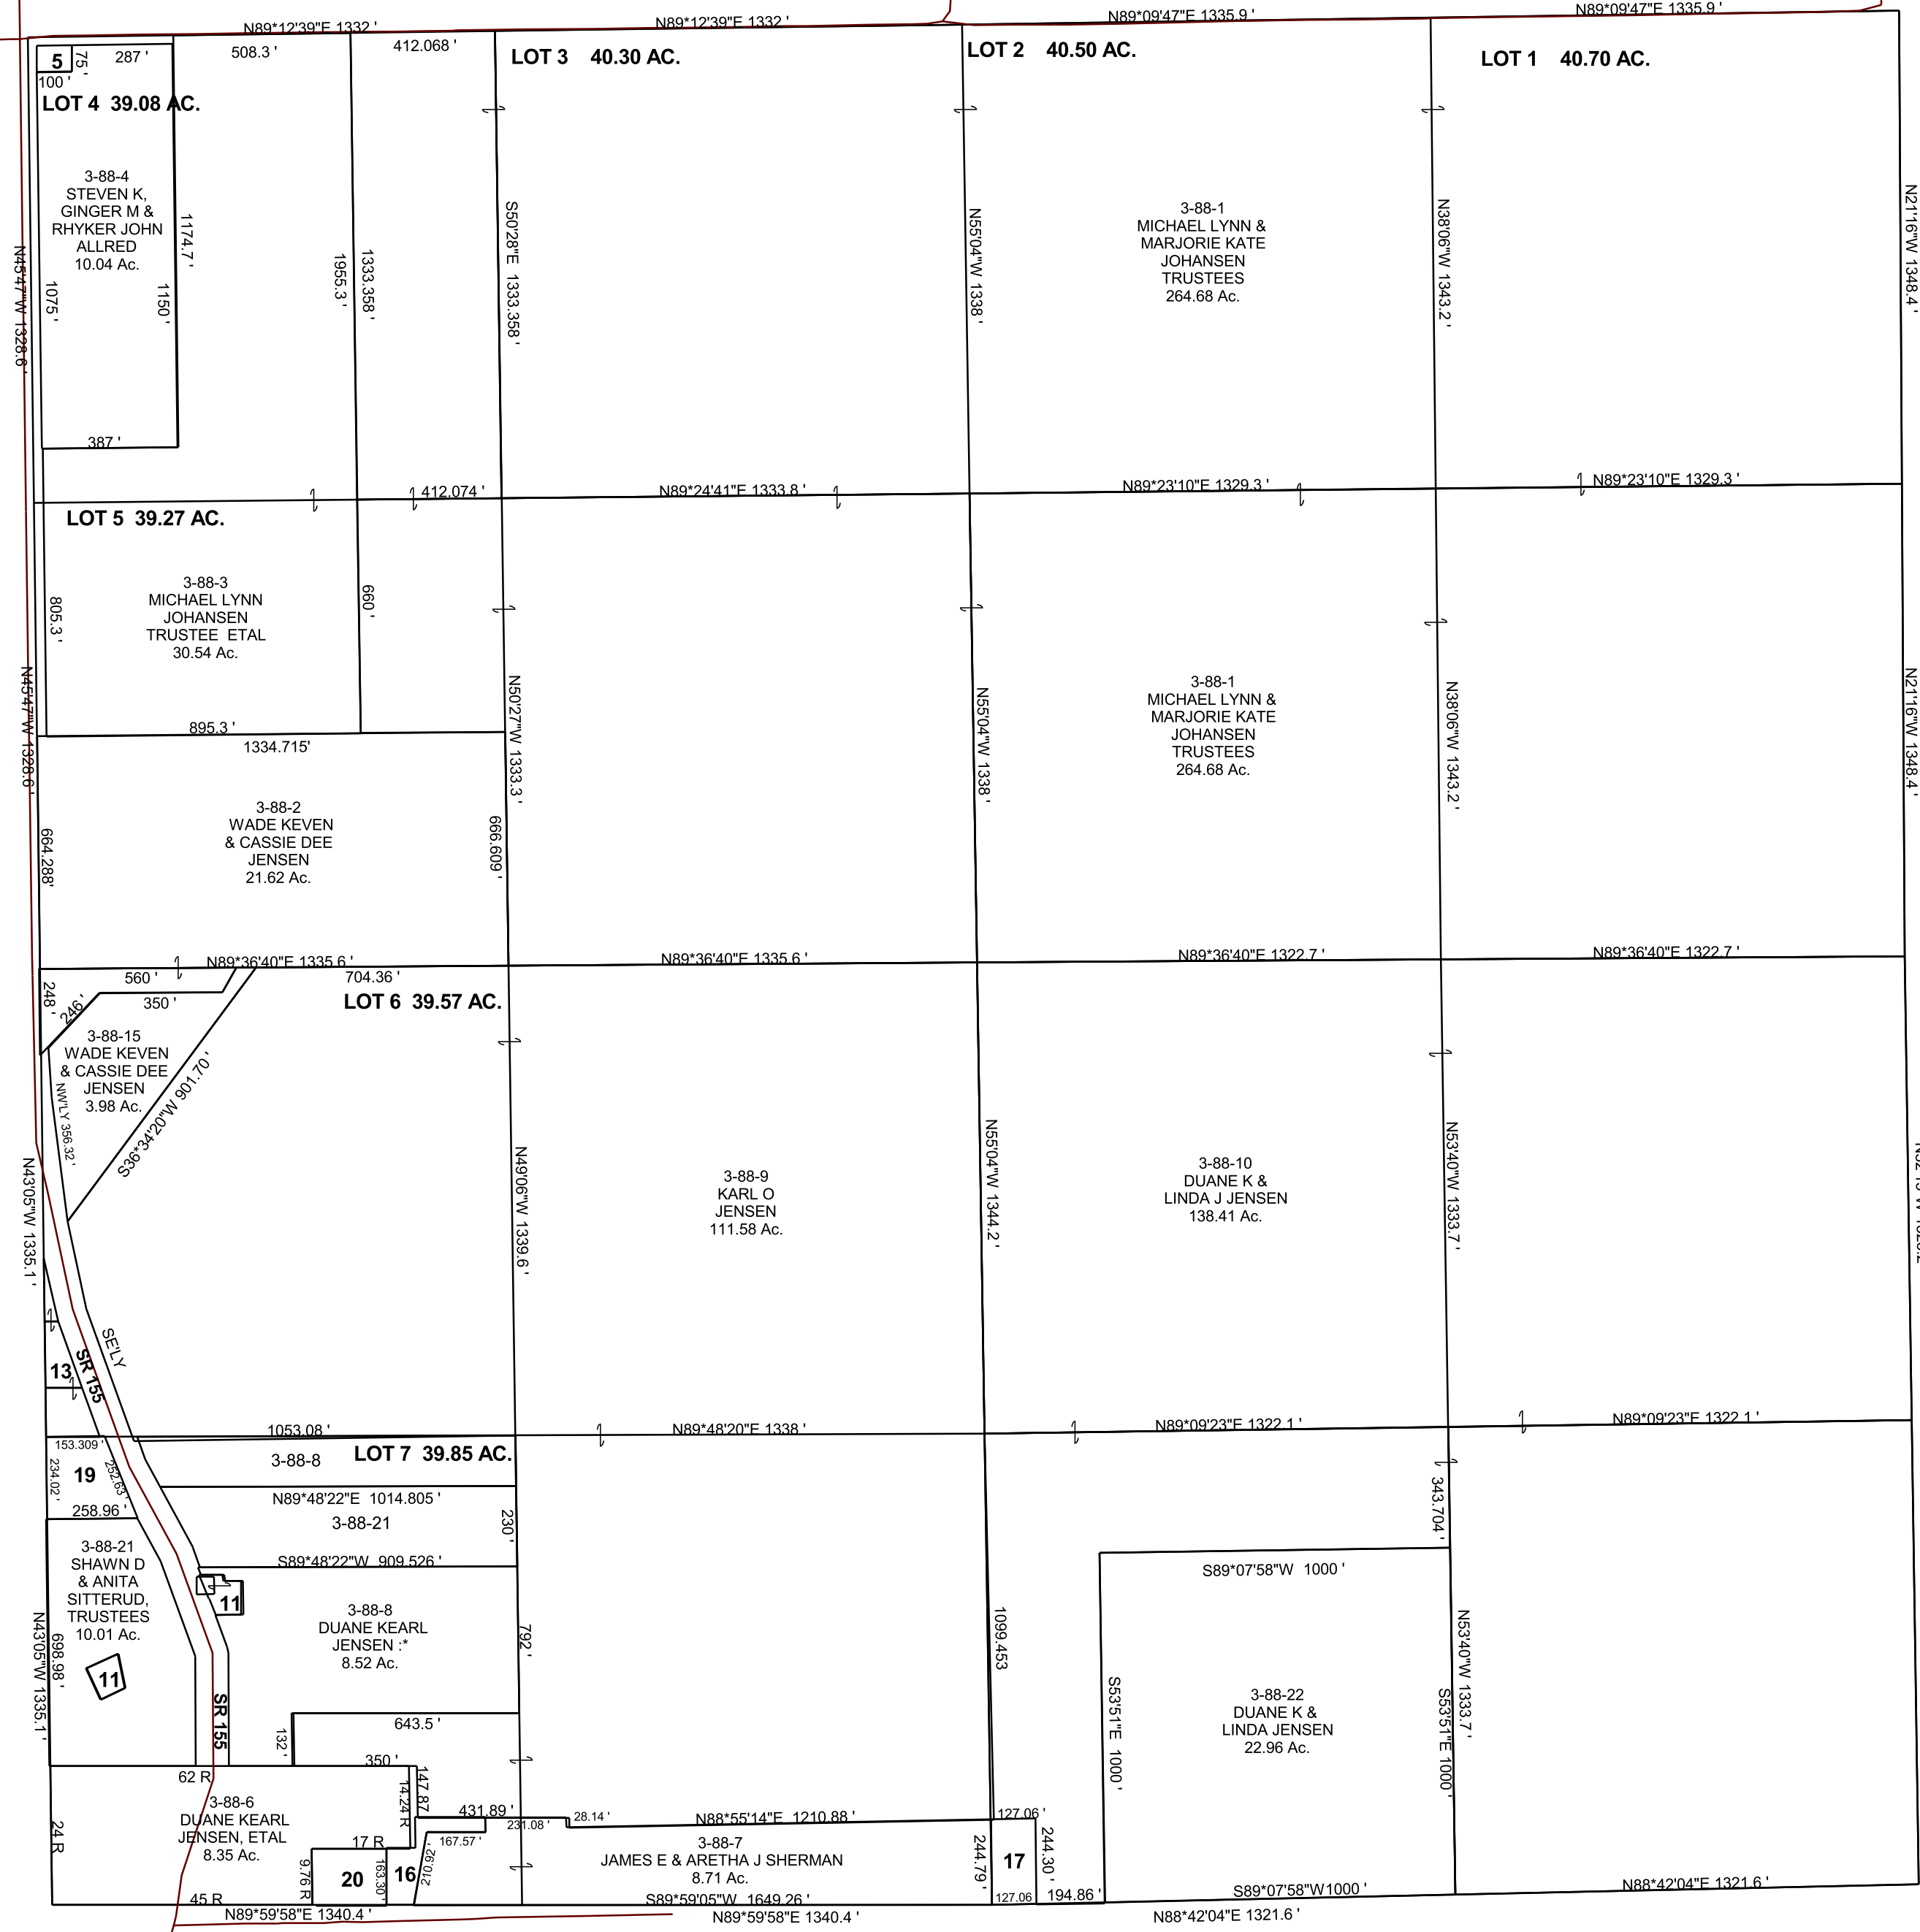 N89*12'39"E 1332 '
N89*12'39"E 1332 '
N89*09'47"E 1335.9 '
N89*09'47"E 1335.9 '
5
75 '
287 '
100 '
508.3 '
412.068 '
LOT 4 39.08 AC.
LOT 3 40.30 AC.
LOT 2 40.50 AC.
LOT 1 40.70 AC.
3-88-4
STEVEN K,
GINGER M &
RHYKER JOHN
ALLRED
10.04 Ac.
N45'47"W 1328.6 '
1075 '
1174.7 '
1150 '
1955.3 '
1333.358 '
S50'28"E 1333.358 '
N55'04"W 1338 '
3-88-1
MICHAEL LYNN &
MARJORIE KATE
JOHANSEN
TRUSTEES
264.68 Ac.
N38'06"W 1343.2 '
N21'16"W 1348.4 '
387 '
412.074 '
N89*24'41"E 1333.8 '
N89*23'10"E 1329.3 '
N89*23'10"E 1329.3 '
LOT 5 39.27 AC.
3-88-3
MICHAEL LYNN
JOHANSEN
TRUSTEE ETAL
30.54 Ac.
805.3 '
660 '
N45'47"W 1328.6 '
895.3 '
1334.715'
N50'27"W 1333.3 '
N55'04"W 1338 '
3-88-1
MICHAEL LYNN &
MARJORIE KATE
JOHANSEN
TRUSTEES
264.68 Ac.
N38'06"W 1343.2 '
N21'16"W 1348.4 '
3-88-2
WADE KEVEN
& CASSIE DEE
JENSEN
21.62 Ac.
664.288'
666.609 '
N89*36'40"E 1335.6 '
N89*36'40"E 1335.6 '
N89*36'40"E 1322.7 '
N89*36'40"E 1322.7 '
560 '
704.36 '
248 '
246 '
350 '
LOT 6 39.57 AC.
3-88-15
WADE KEVEN
& CASSIE DEE
JENSEN
3.98 Ac.
NW'LY 356.32 '
S36*34'20"W 901.70 '
N43'05"W 1335.1 '
N49'06"W 1339.6 '
3-88-9
KARL O
JENSEN
111.58 Ac.
N55'04"W 1344.2 '
3-88-10
DUANE K &
LINDA J JENSEN
138.41 Ac.
N53'40"W 1333.7 '
SE'LY
SR 155
13
1053.08 '
N89*48'20"E 1338 '
N89*09'23"E 1322.1 '
N89*09'23"E 1322.1 '
153.309 '
3-88-8
LOT 7 39.85 AC.
234.02 '
19
252.63 '
N89*48'22"E 1014.805 '
258.96 '
3-88-21
230 '
343.704 '
S89*48'22"W 909.526 '
3-88-21
SHAWN D
& ANITA
SITTERUD,
TRUSTEES
10.01 Ac.
11
3-88-8
DUANE KEARL
JENSEN :*
8.52 Ac.
792 '
S89*07'58"W 1000 '
N43'05"W 1335.1 '
698.98 '
11
SR 155
1099.453
S53'51"E 1000 '
3-88-22
DUANE K &
LINDA JENSEN
22.96 Ac.
S53'51"E 1000 '
N53'40"W 1333.7 '
132 '
643.5 '
350 '
62 R
3-88-6
DUANE KEARL
JENSEN, ETAL
8.35 Ac.
24 R
14.24 R
147.87
431.89 '
231.08 '
28.14 '
N88*55'14"E 1210.88 '
127.06 '
17 R
167.57 '
210.92 '
3-88-7
JAMES E & ARETHA J SHERMAN
8.71 Ac.
244.79 '
17
244.30 '
9.76 R
20
163.30 '
16
45 R
S89*59'05"W 1649.26 '
127.06
194.86 '
S89*07'58"W1000 '
N88*42'04"E 1321.6 '
N89*59'58"E 1340.4 '
N89*59'58"E 1340.4 '
N88*42'04"E 1321.6 '